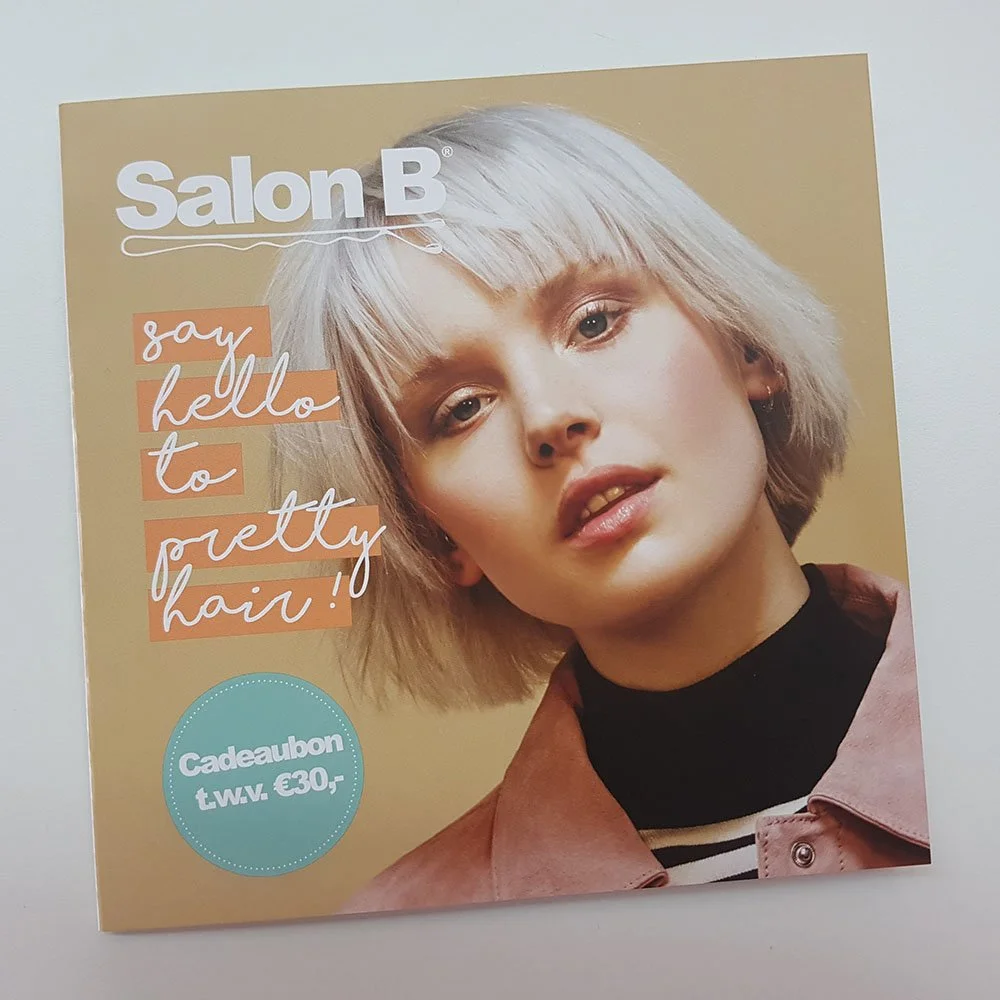 Salon B®
say
hello
to
pretty
hair!
Cadeaubon
t.w.v. €30,-